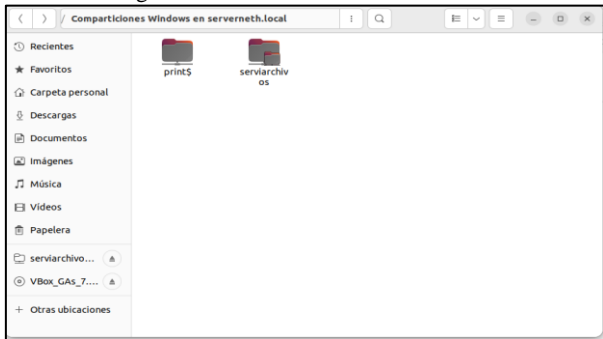 / Comparticiones Windows en serverneth.local
Recientes
Favoritos
Carpeta personal
Descargas
Documentos
Imágenes
Música
Vídeos
Papelera
serviarchivo...
VBox_GAs_7....
+ Otras ubicaciones
print$
serviarchiv
os